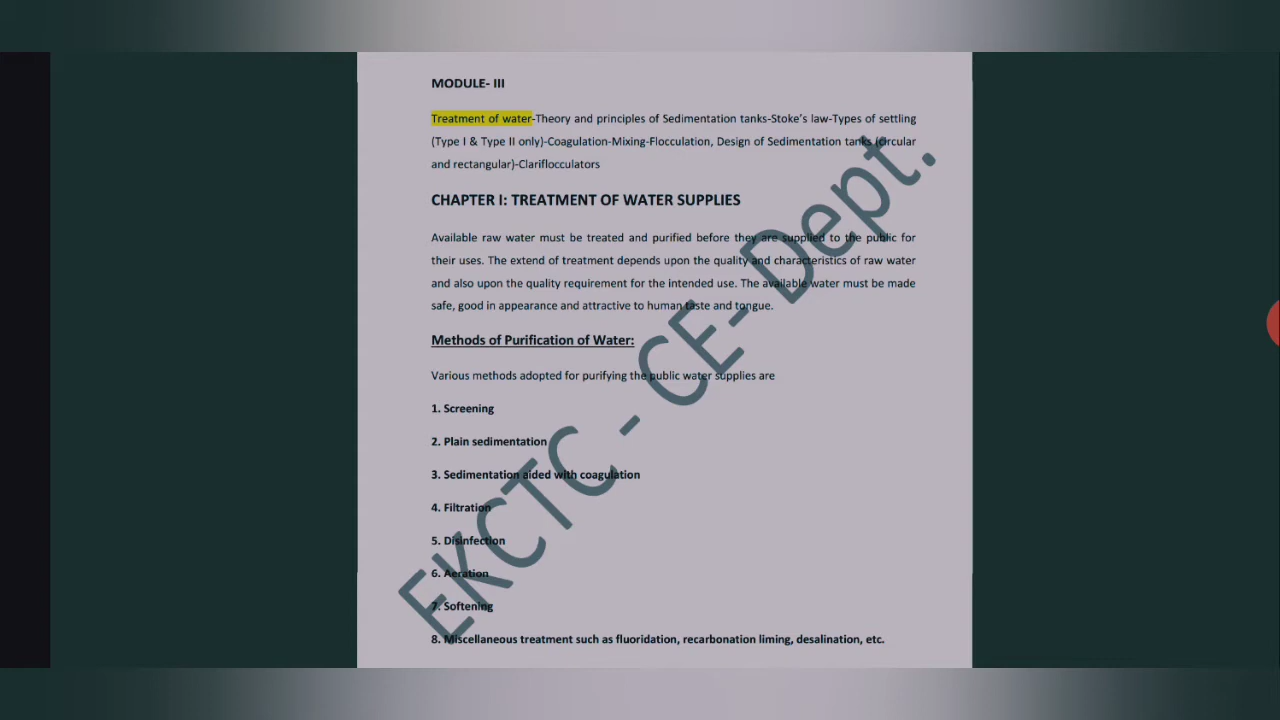 MODULE- III
Treatment of water-Theory and principles of Sedimentation tanks-Stoke's law-Types of settling
(Type I & Type II only)-Coagulation-Mixing-Flocculation, Design of Sedimentation tanks (circular
and rectangular)-Clariflocculators
CHAPTER I: TREATMENT OF WATER SUPPLIES
Available raw water must be treated and purified before they are supplied to the public for
their uses. The extend of treatment depends upon the quality and characteristics of raw water
and also upon the quality requirement for the intended use. The available water must be made
safe, good in appearance and attractive to human taste and tongue.
Methods of Purification of Water:
Various methods adopted for purifying the public water supplies are
1. Screening
2. Plain sedimentation
3. Sedimentation aided with coagulation
4. Filtration
5. Disinfection
6. Aeration
7. Softening
8. Miscellaneous treatment such as fluoridation, recarbonation liming, desalination, etc.
EKCTC - CE- Dept.